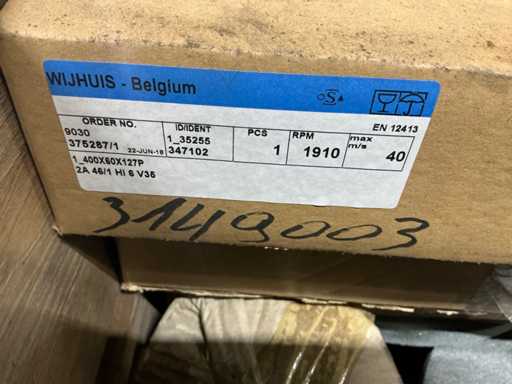 WIJHUIS - Belgium
EN 12413
ORDER NO.
9030
375287/1 22-JUN-18
ID/IDENT
1_35255
347102
PCS
1
RPM
1910
max
m/s
40
1_400X60X127P
2A 46/1 HI 6 V35
3149003